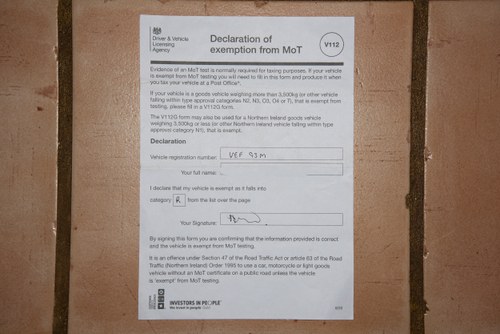 Driver & Vehicle
Licensing
Agency
Declaration of
exemption from MoT
V112
Evidence of an MoT test is normally required for taxing purposes. If your vehicle
is exempt from MoT testing you will need to fill in this form and produce it when
you tax your vehicle at a Post Office®.
If your vehicle is a goods vehicle weighing more than 3,500kg (or other vehicle
falling within type approval categories N2, N3, O3, O4 or T), that is exempt from
testing, please fill in a V112G form.
The V112G form may also be used for a Northern Ireland goods vehicle
weighing 3,500kg or less (or other Northern Ireland vehicle falling within type
approval category N1), that is exempt.
Declaration
Vehicle registration number:
Your full name:
I declare that my vehicle is exempt as it falls into
category R from the list over the page
Your Signature:
By signing this form you are confirming that the information provided is correct
and the vehicle is exempt from MoT testing.
It is an offence under Section 47 of the Road Traffic Act or article 63 of the Road
Traffic (Northern Ireland) Order 1995 to use a car, motorcycle or light goods
vehicle without an MoT certificate on a public road unless the vehicle
is 'exempt' from MoT testing.
INVESTORS IN PEOPLE